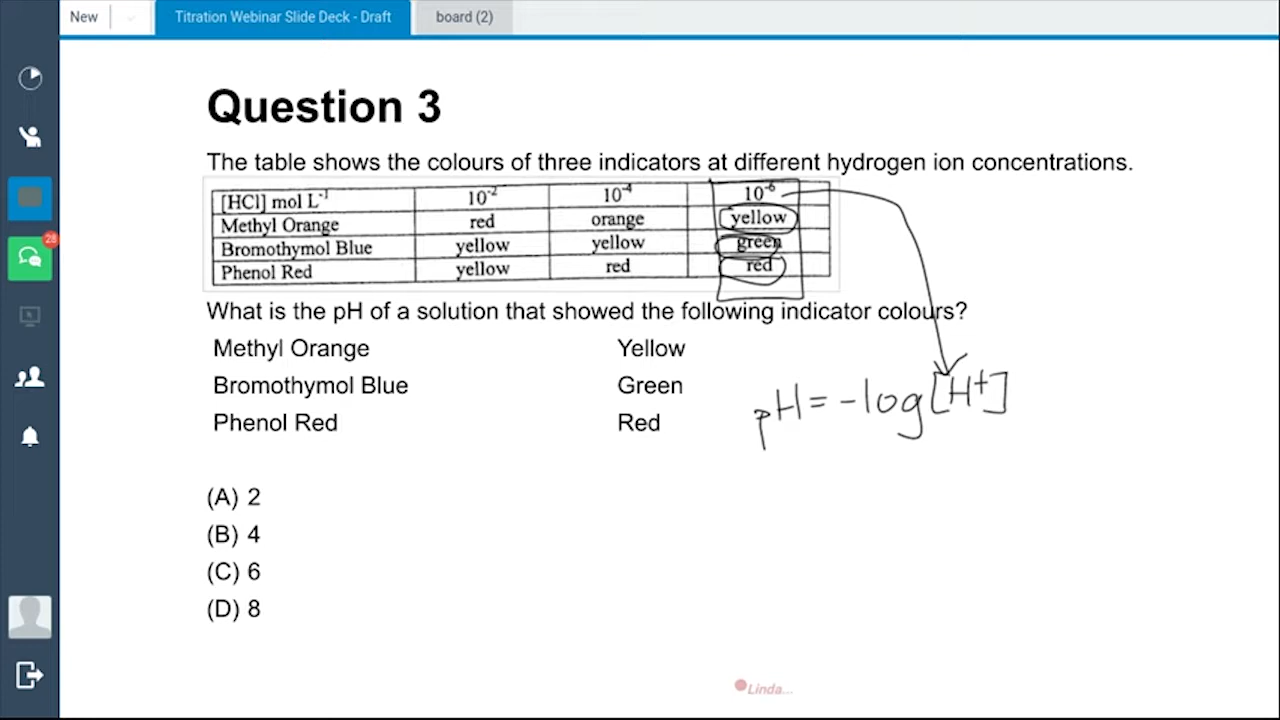 New
Titration Webinar Slide Deck - Draft
board (2)
28
Question 3
The table shows the colours of three indicators at different hydrogen ion concentrations.
[HCl] mol L⁻¹ 10⁻² 10⁻⁴ 10⁻⁶
Methyl Orange red orange yellow
Bromothymol Blue yellow yellow green
Phenol Red yellow red red
What is the pH of a solution that showed the following indicator colours?
Methyl Orange Yellow
Bromothymol Blue Green
Phenol Red Red
pH = -log[H⁺]
(A) 2
(B) 4
(C) 6
(D) 8
Linda...